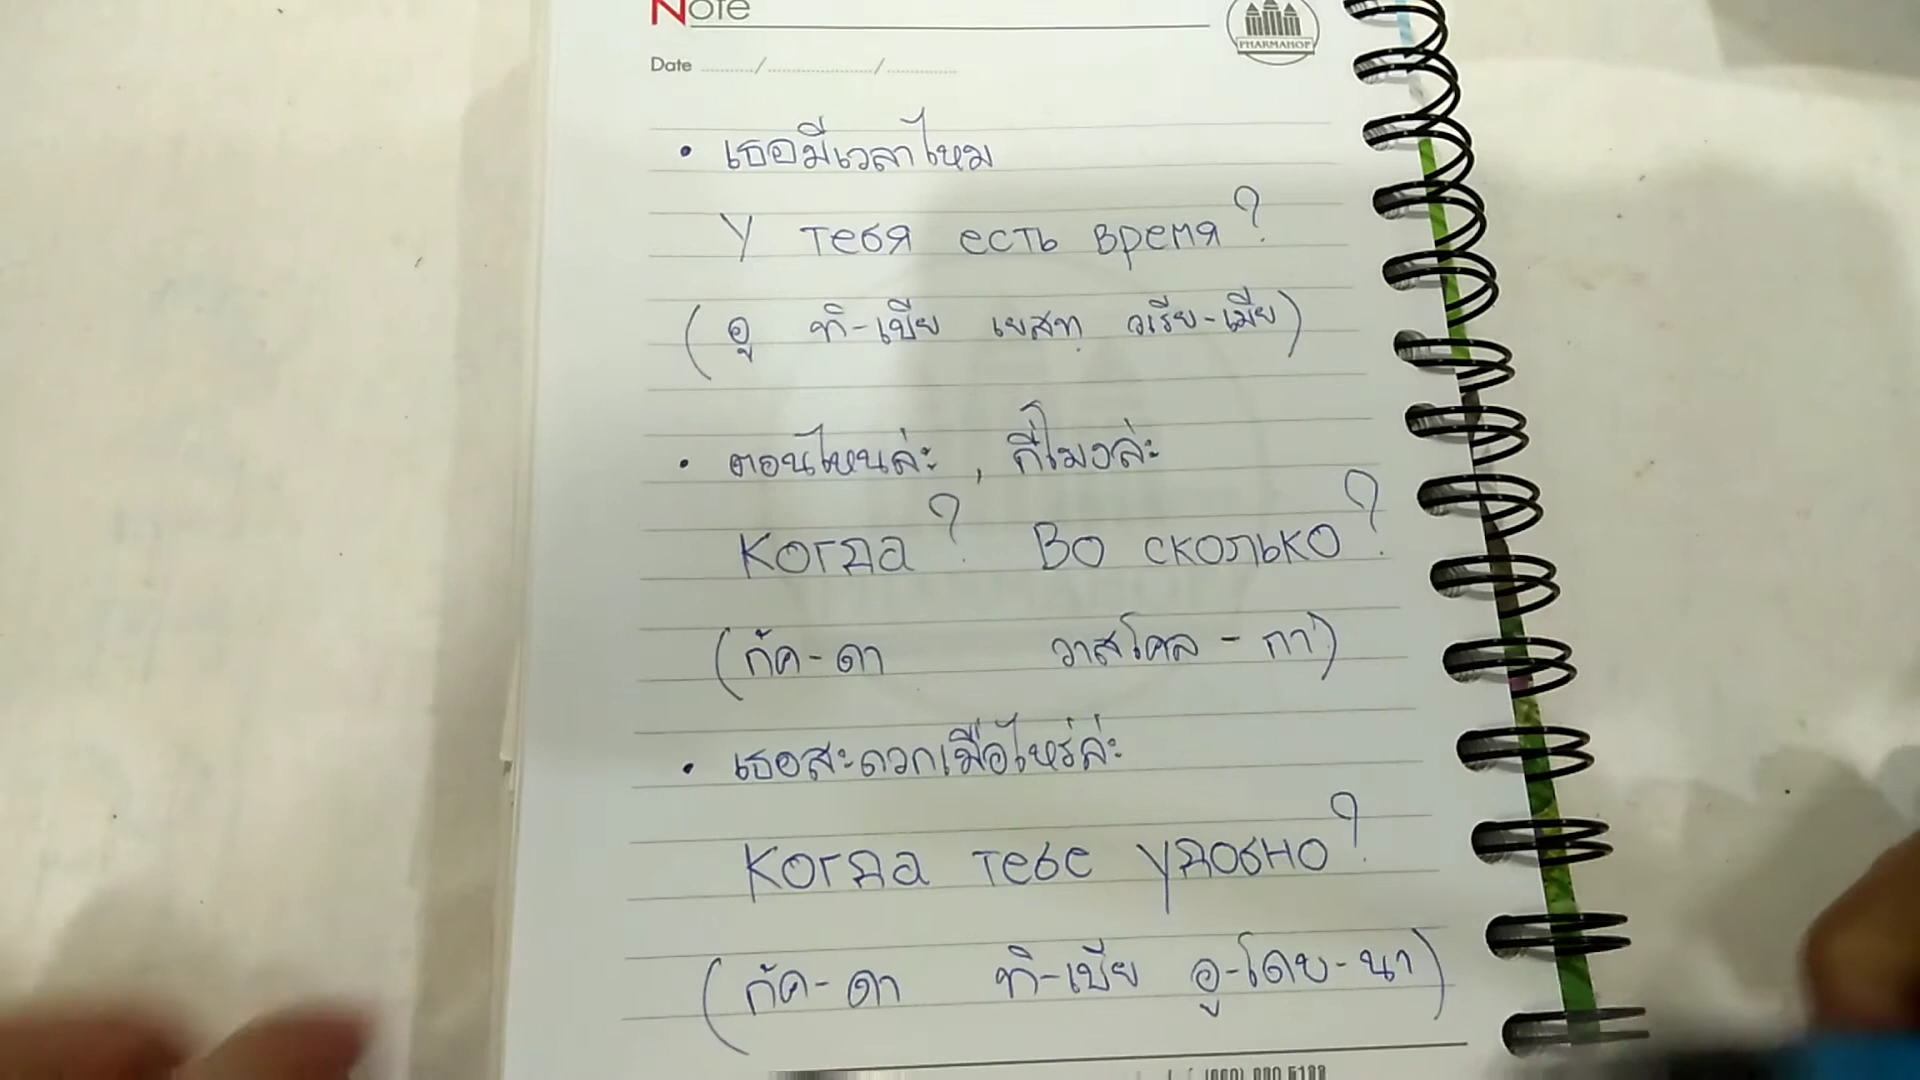 Note
PHARMAHOF
Date ........../...................../..............
• เธอมีเวลาไหม
У тебя есть время?
(อู ทิ-เบีย เยสทฺ วเรีย-เมีย)
• ตอนไหนล่ะ , กี่โมงล่ะ
Когда? Во сколько?
(กัค-ดา วาสโคล - กา)
• เธอสะดวกเมื่อไหร่ล่ะ
Когда тебе удобно?
(กัค-ดา ทิ-เบีย อู-โดบ-นา)